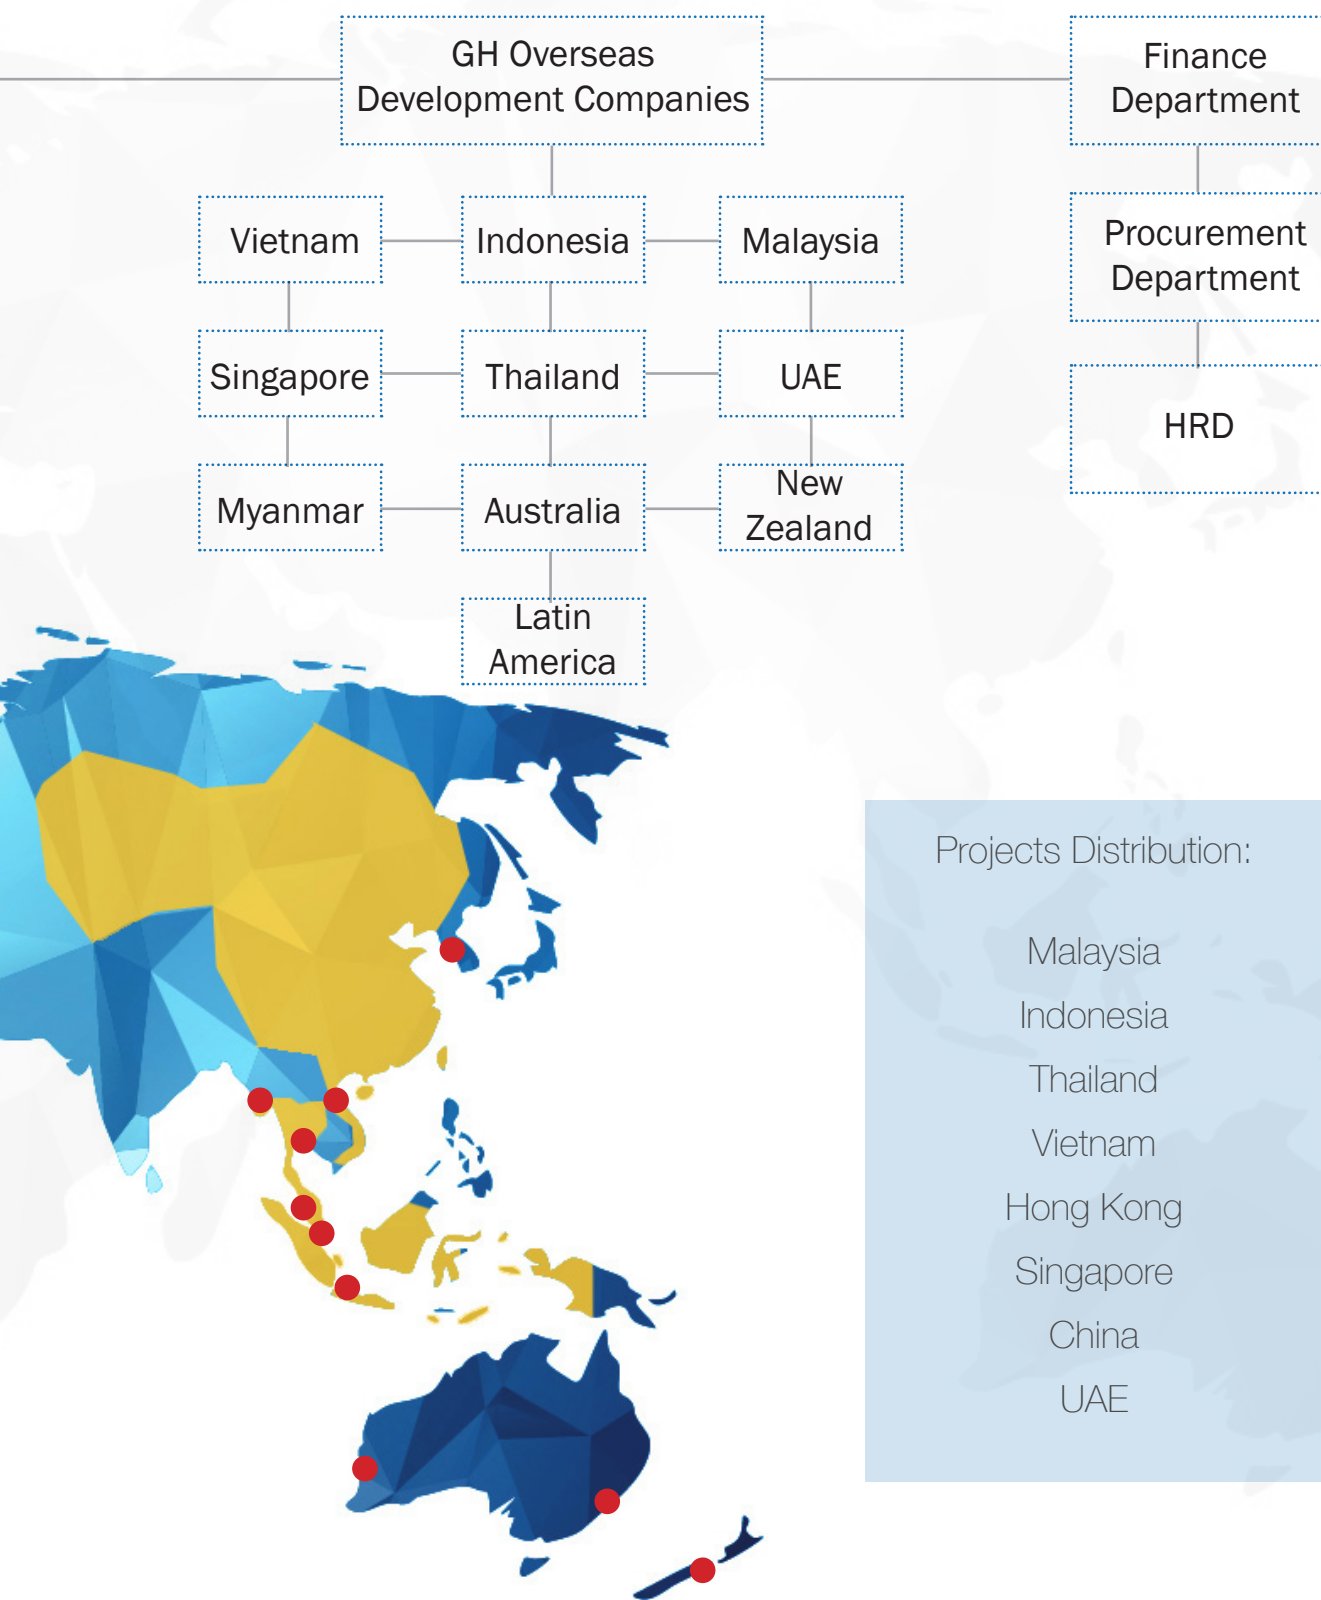 GH Overseas
Development Companies
Finance
Department
Vietnam
Indonesia
Malaysia
Procurement
Department
Singapore
Thailand
UAE
HRD
Myanmar
Australia
New
Zealand
Latin
America
Projects Distribution:
Malaysia
Indonesia
Thailand
Vietnam
Hong Kong
Singapore
China
UAE